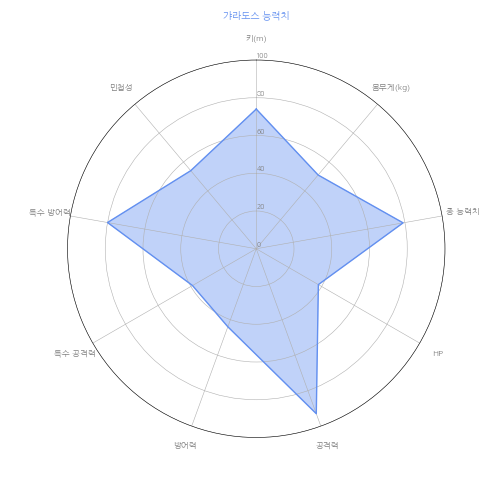 갸라도스 능력치
키(m)
100
민첩성
몸무게(kg)
80
60
40
특수 방어력
20
총 능력치
0
특수 공격력
HP
방어력
공격력